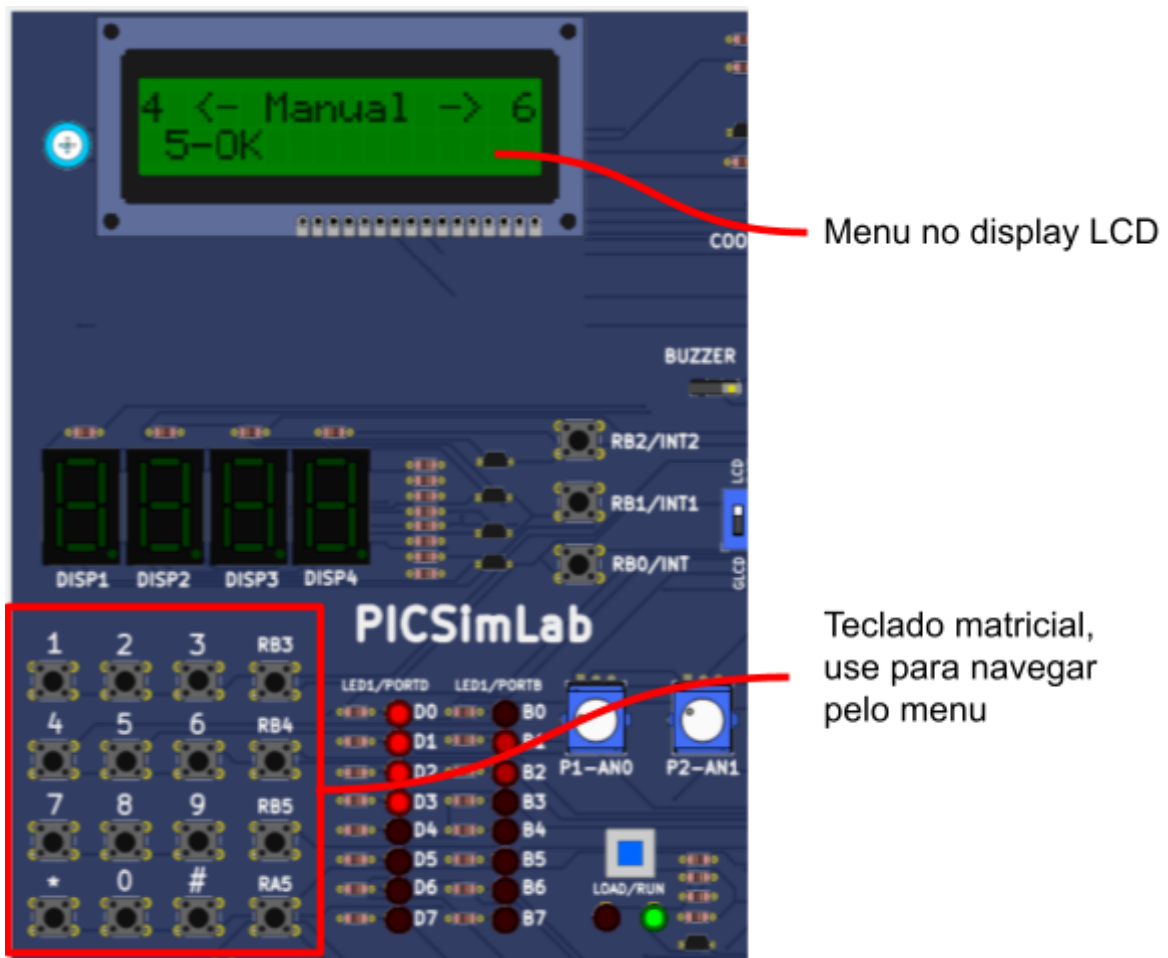 4 <- Manual -> 6
5-OK
Menu no display LCD
COO
BUZZER
RB2/INT2
LCD
RB1/INT1
RB0/INT
GLCD
DISP1 DISP2 DISP3 DISP4
PICSimLab
Teclado matricial,
use para navegar
pelo menu
1 2 3 RB3
4 5 6 RB4
7 8 9 RB5
* 0 # RA5
LED1/PORTD LED1/PORTB
D0 B0
D1 B1
D2 B2
D3 B3
D4 B4
D5 B5
D6 B6
D7 B7
P1-AN0 P2-AN1
LOAD/RUN